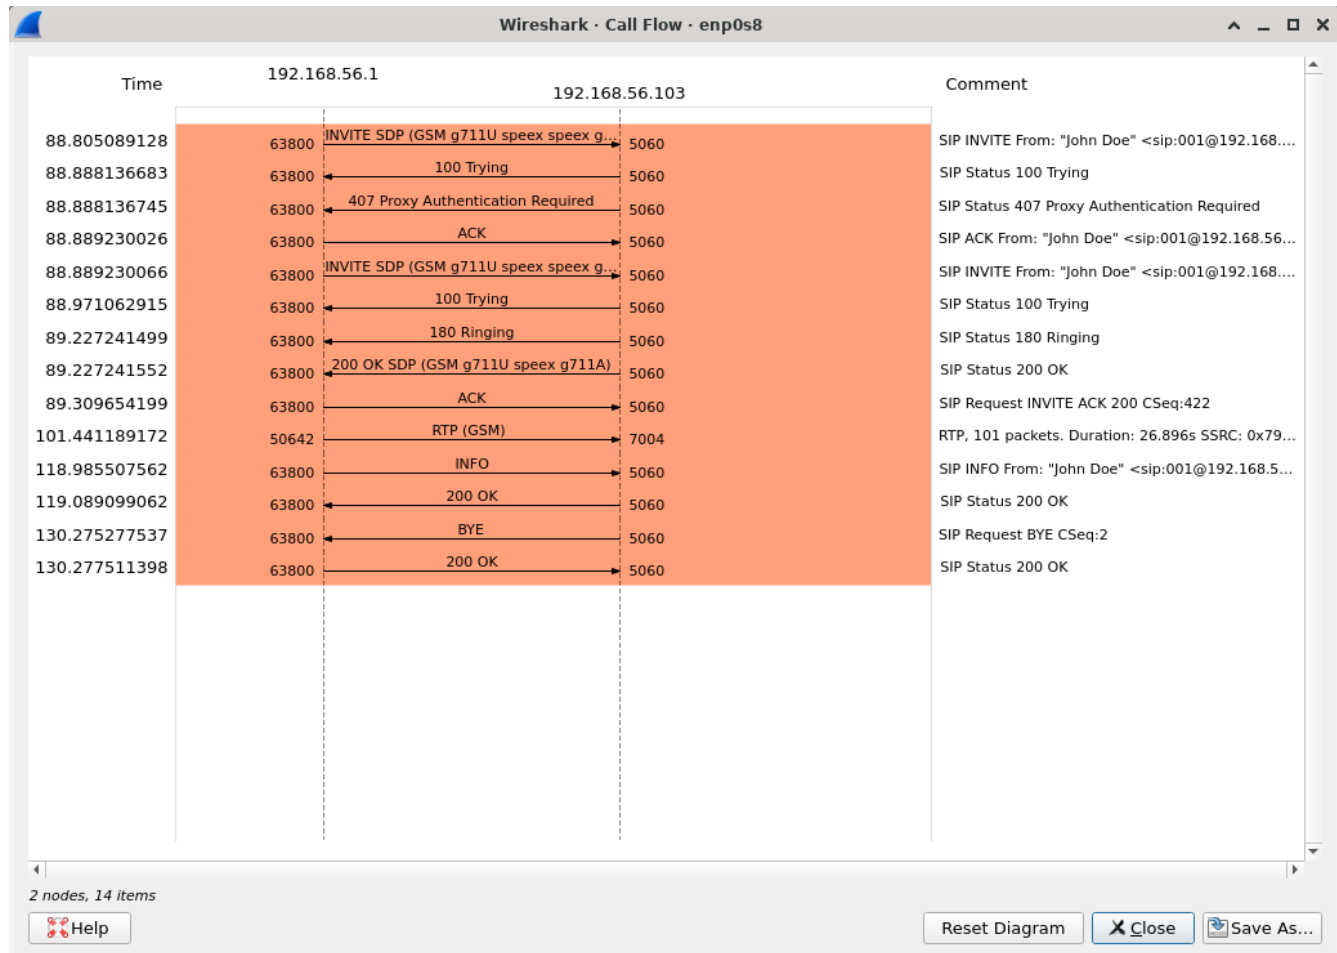 Wireshark · Call Flow · enp0s8
Time 192.168.56.1 192.168.56.103 Comment
88.805089128 63800 INVITE SDP (GSM g711U speex speex g... 5060 SIP INVITE From: "John Doe" <sip:001@192.168....
88.888136683 63800 100 Trying 5060 SIP Status 100 Trying
88.888136745 63800 407 Proxy Authentication Required 5060 SIP Status 407 Proxy Authentication Required
88.889230026 63800 ACK 5060 SIP ACK From: "John Doe" <sip:001@192.168.56...
88.889230066 63800 INVITE SDP (GSM g711U speex speex g... 5060 SIP INVITE From: "John Doe" <sip:001@192.168....
88.971062915 63800 100 Trying 5060 SIP Status 100 Trying
89.227241499 63800 180 Ringing 5060 SIP Status 180 Ringing
89.227241552 63800 200 OK SDP (GSM g711U speex g711A) 5060 SIP Status 200 OK
89.309654199 63800 ACK 5060 SIP Request INVITE ACK 200 CSeq:422
101.441189172 50642 RTP (GSM) 7004 RTP, 101 packets. Duration: 26.896s SSRC: 0x79...
118.985507562 63800 INFO 5060 SIP INFO From: "John Doe" <sip:001@192.168.5...
119.089099062 63800 200 OK 5060 SIP Status 200 OK
130.275277537 63800 BYE 5060 SIP Request BYE CSeq:2
130.277511398 63800 200 OK 5060 SIP Status 200 OK
2 nodes, 14 items
Help Reset Diagram Close Save As...